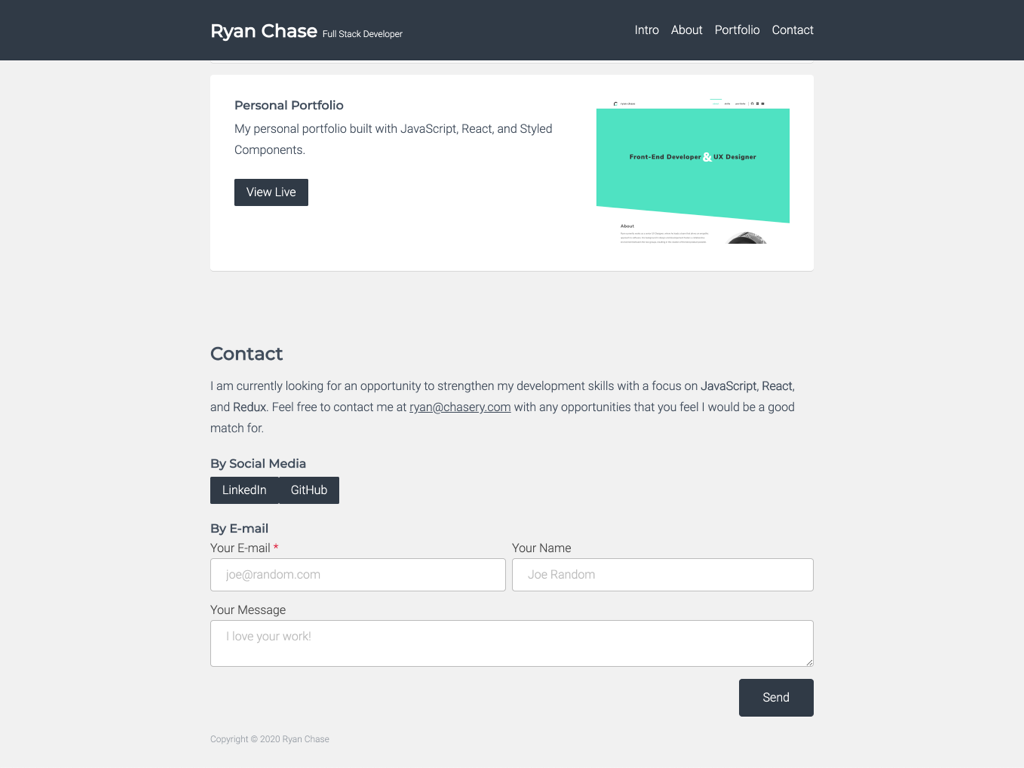 Ryan Chase Full Stack Developer
Intro About Portfolio Contact
Personal Portfolio
My personal portfolio built with JavaScript, React, and Styled
Components.
View Live
Front-End Developer & UX Designer
About
Contact
I am currently looking for an opportunity to strengthen my development skills with a focus on JavaScript, React,
and Redux. Feel free to contact me at ryan@chasery.com with any opportunities that you feel I would be a good
match for.
By Social Media
LinkedIn GitHub
By E-mail
Your E-mail *
Your Name
joe@random.com
Joe Random
Your Message
I love your work!
Send
Copyright © 2020 Ryan Chase